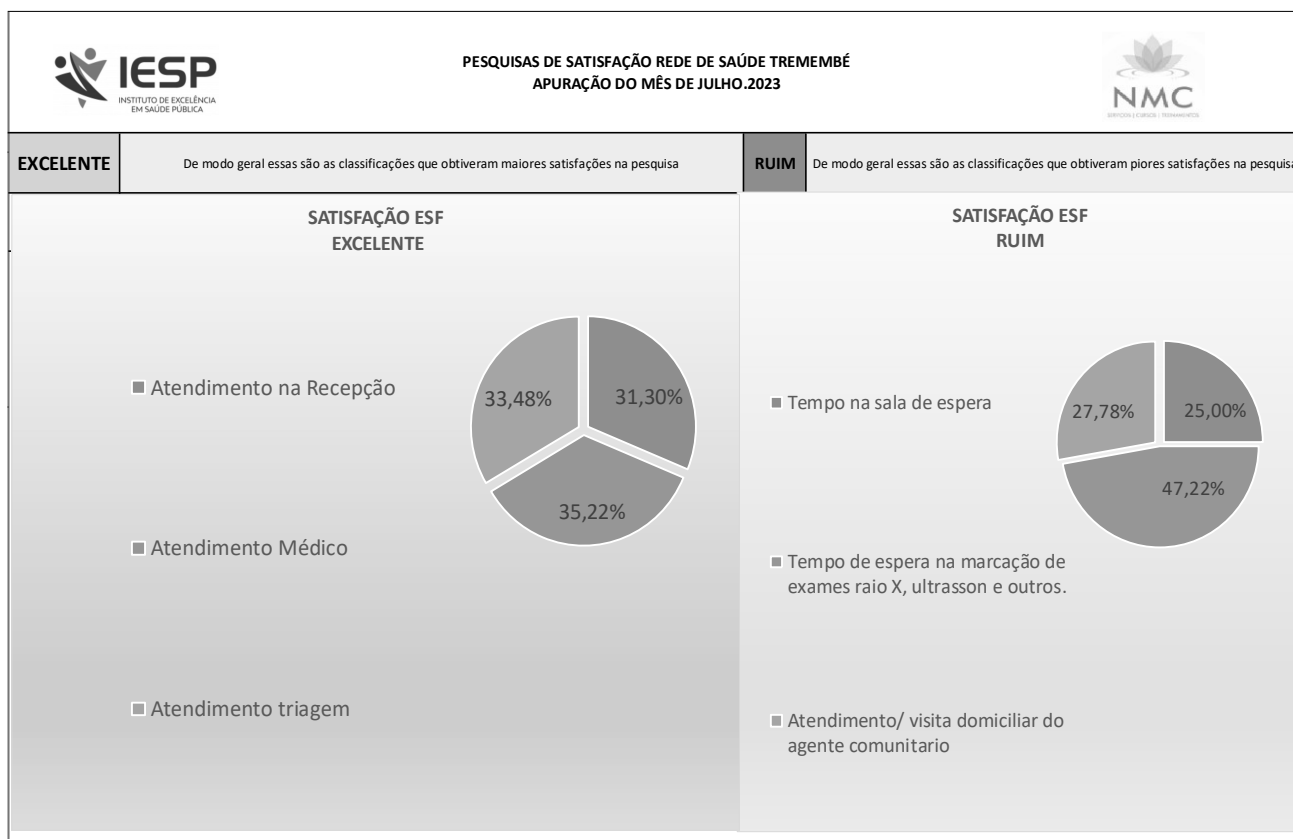 IESP
INSTITUTO DE EXCELÊNCIA
EM SAÚDE PÚBLICA
PESQUISAS DE SATISFAÇÃO REDE DE SAÚDE TREMEMBÉ
APURAÇÃO DO MÊS DE JULHO.2023
NMC
SERVIÇOS | CURSOS | TREINAMENTOS
EXCELENTE
De modo geral essas são as classificações que obtiveram maiores satisfações na pesquisa
RUIM
De modo geral essas são as classificações que obtiveram piores satisfações na pesquisa
SATISFAÇÃO ESF
EXCELENTE
Atendimento na Recepção
Atendimento Médico
Atendimento triagem
33,48%
31,30%
35,22%
SATISFAÇÃO ESF
RUIM
Tempo na sala de espera
Tempo de espera na marcação de
exames raio X, ultrasson e outros.
Atendimento/ visita domiciliar do
agente comunitario
27,78%
25,00%
47,22%